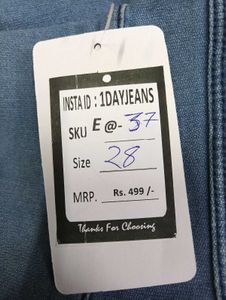 INSTA ID : 1DAYJEANS
SKU E @- 37
Size 28
MRP. Rs. 499 /-
Thanks For Choosing